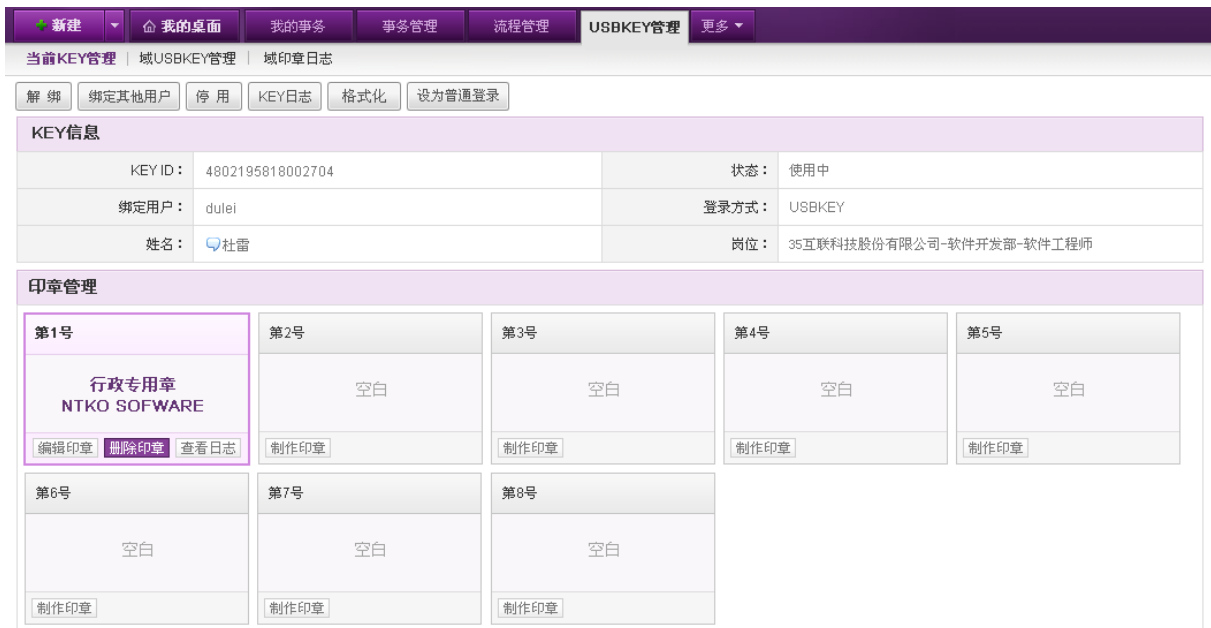 新建 我的桌面 我的事务 事务管理 流程管理 USBKEY管理 更多
当前KEY管理 域USBKEY管理 域印章日志
解 绑 绑定其他用户 停 用 KEY日志 格式化 设为普通登录
KEY信息
KEY ID： 4802195818002704 状态： 使用中
绑定用户： dulei 登录方式： USBKEY
姓名： 杜雷 岗位： 35互联科技股份有限公司-软件开发部-软件工程师
印章管理
第1号 第2号 第3号 第4号 第5号
行政专用章
NTKO SOFWARE
空白 空白 空白 空白
编辑印章 删除印章 查看日志 制作印章 制作印章 制作印章 制作印章
第6号 第7号 第8号
空白 空白 空白
制作印章 制作印章 制作印章